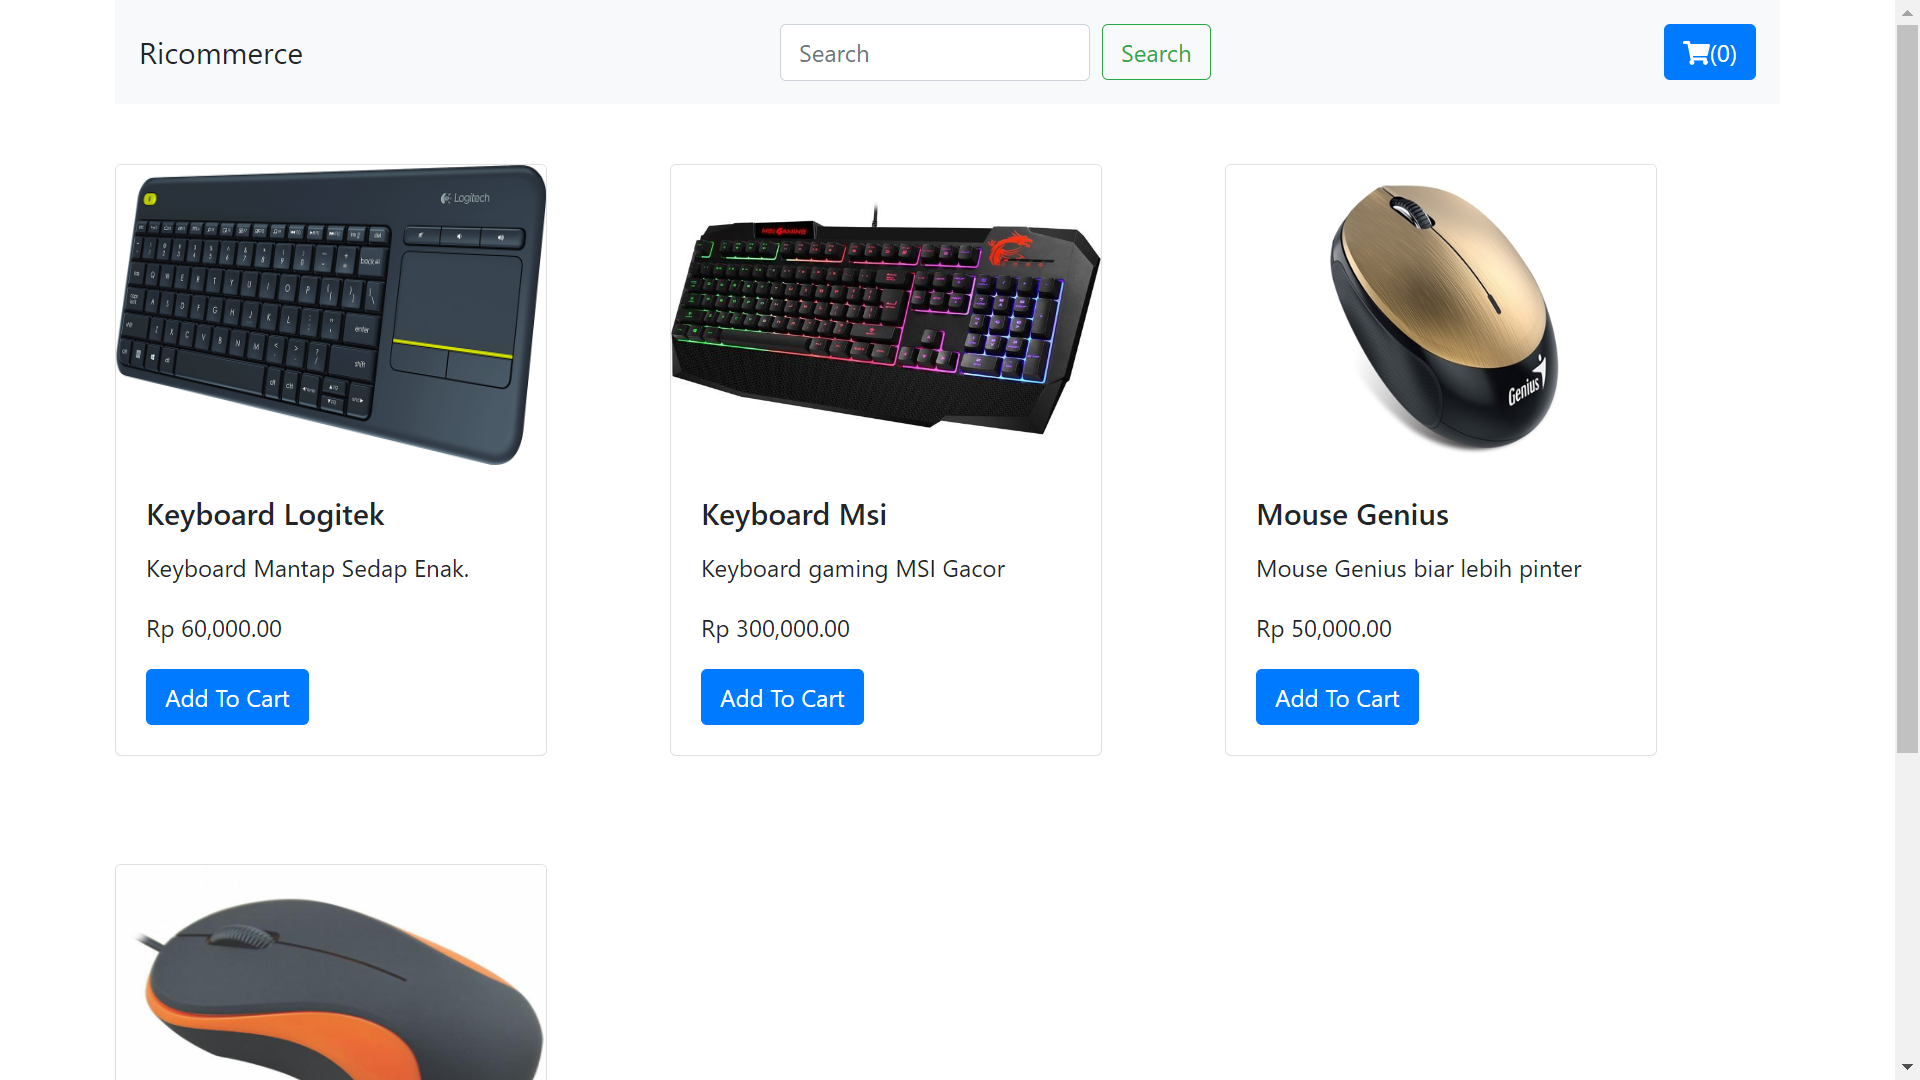 Ricommerce
Search
Search
(0)
Logitech
MSI GAMING
Genius
Keyboard Logitek
Keyboard Msi
Mouse Genius
Keyboard Mantap Sedap Enak.
Keyboard gaming MSI Gacor
Mouse Genius biar lebih pinter
Rp 60,000.00
Rp 300,000.00
Rp 50,000.00
Add To Cart
Add To Cart
Add To Cart